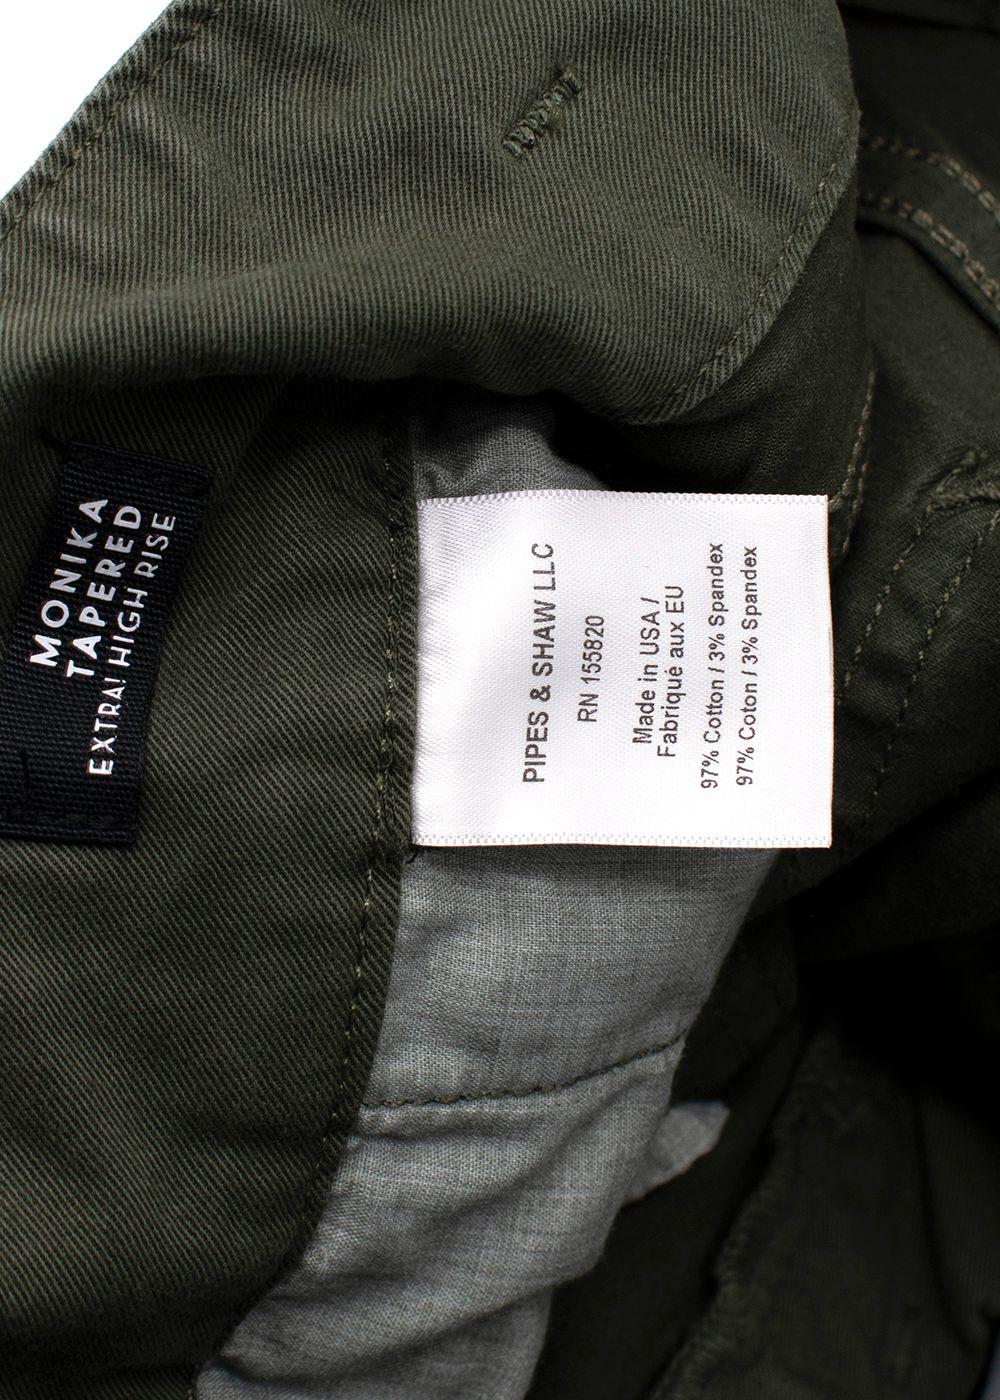 MONIKA
TAPERED
EXTRA! HIGH RISE
PIPES & SHAW LLC
RN 155820
Made in USA /
Fabriqué aux EU
97% Cotton / 3% Spandex
97% Coton / 3% Spandex